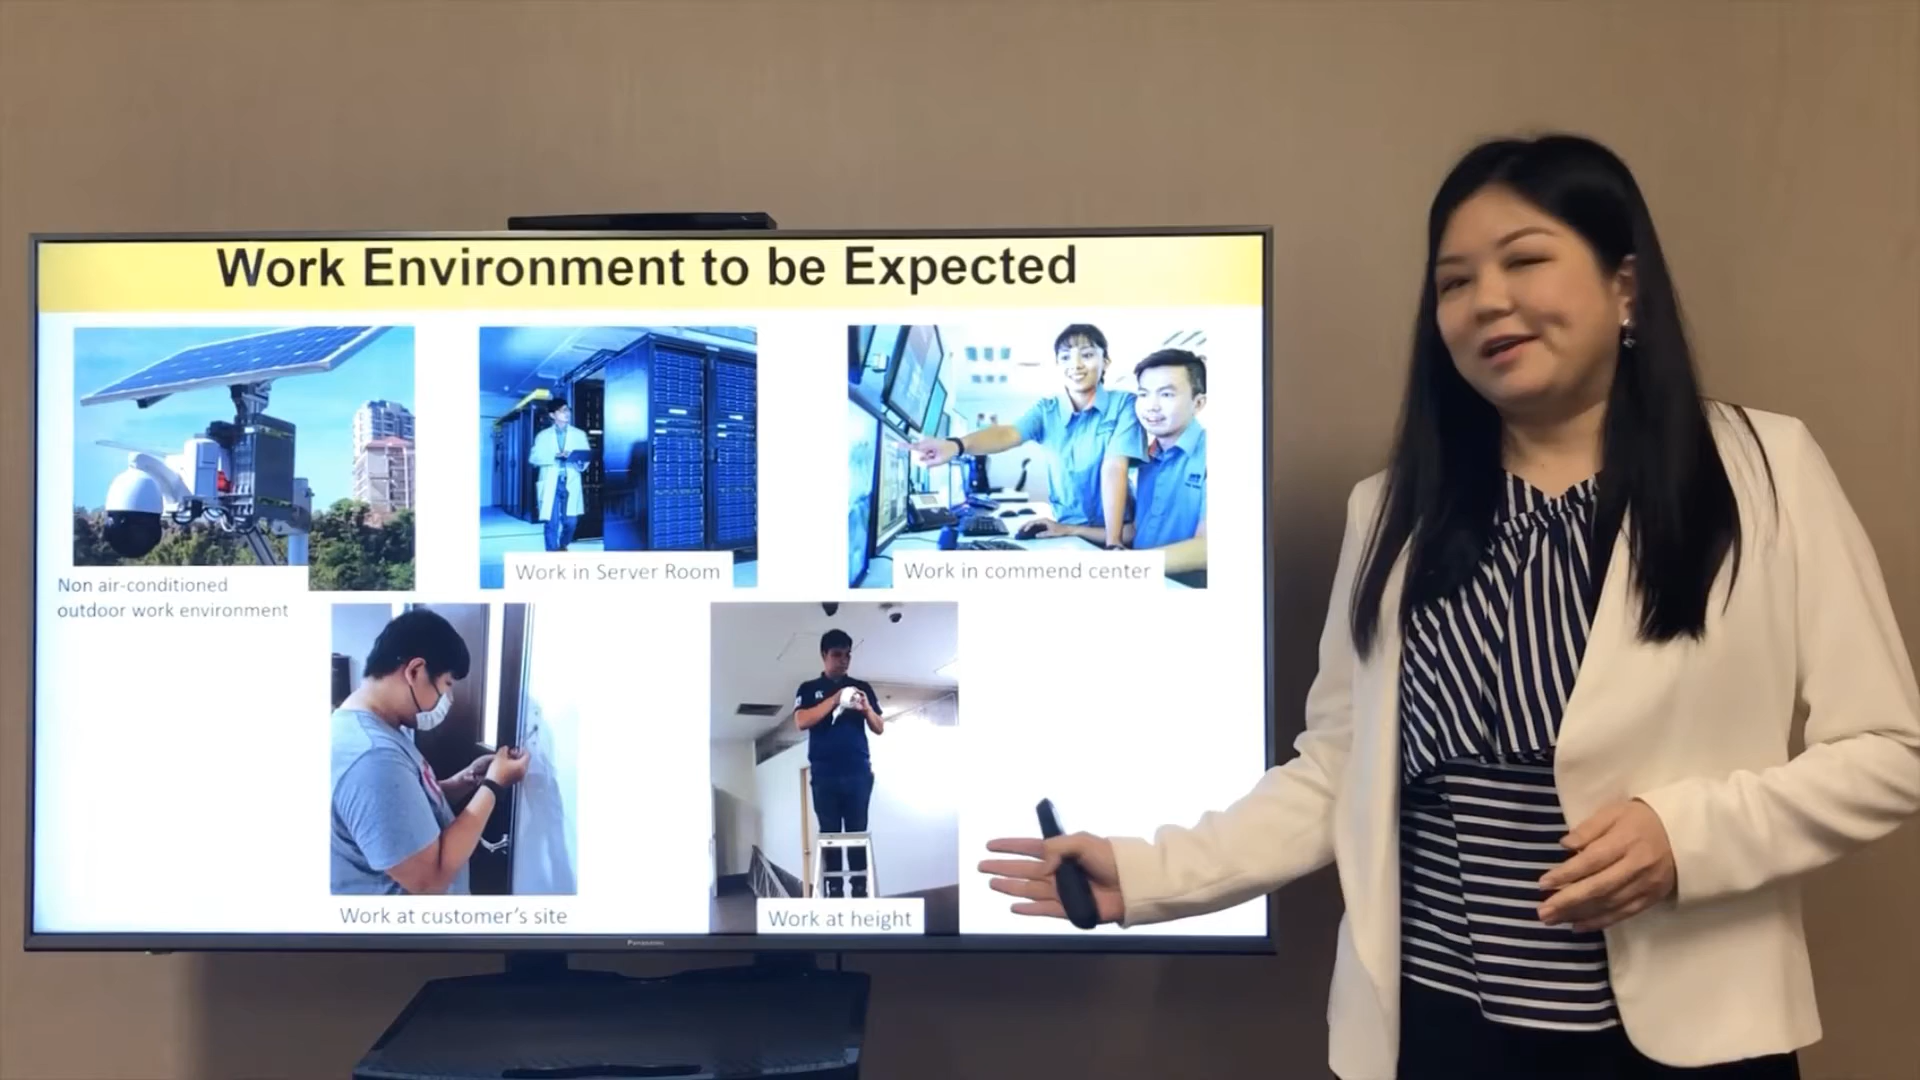 Work Environment to be Expected
Non air-conditioned
outdoor work environment
Work in Server Room
Work in commend center
Work at customer's site
Work at height
Panasonic